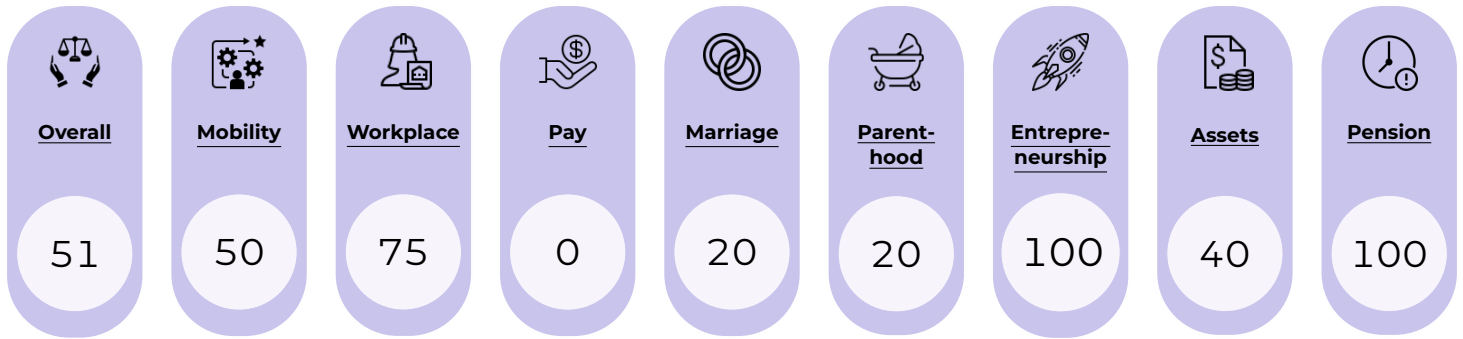 Overall
51
Mobility
50
Workplace
75
$
Pay
0
Marriage
20
Parent-
hood
20
Entrepre-
neurship
100
$
Assets
40
!
Pension
100